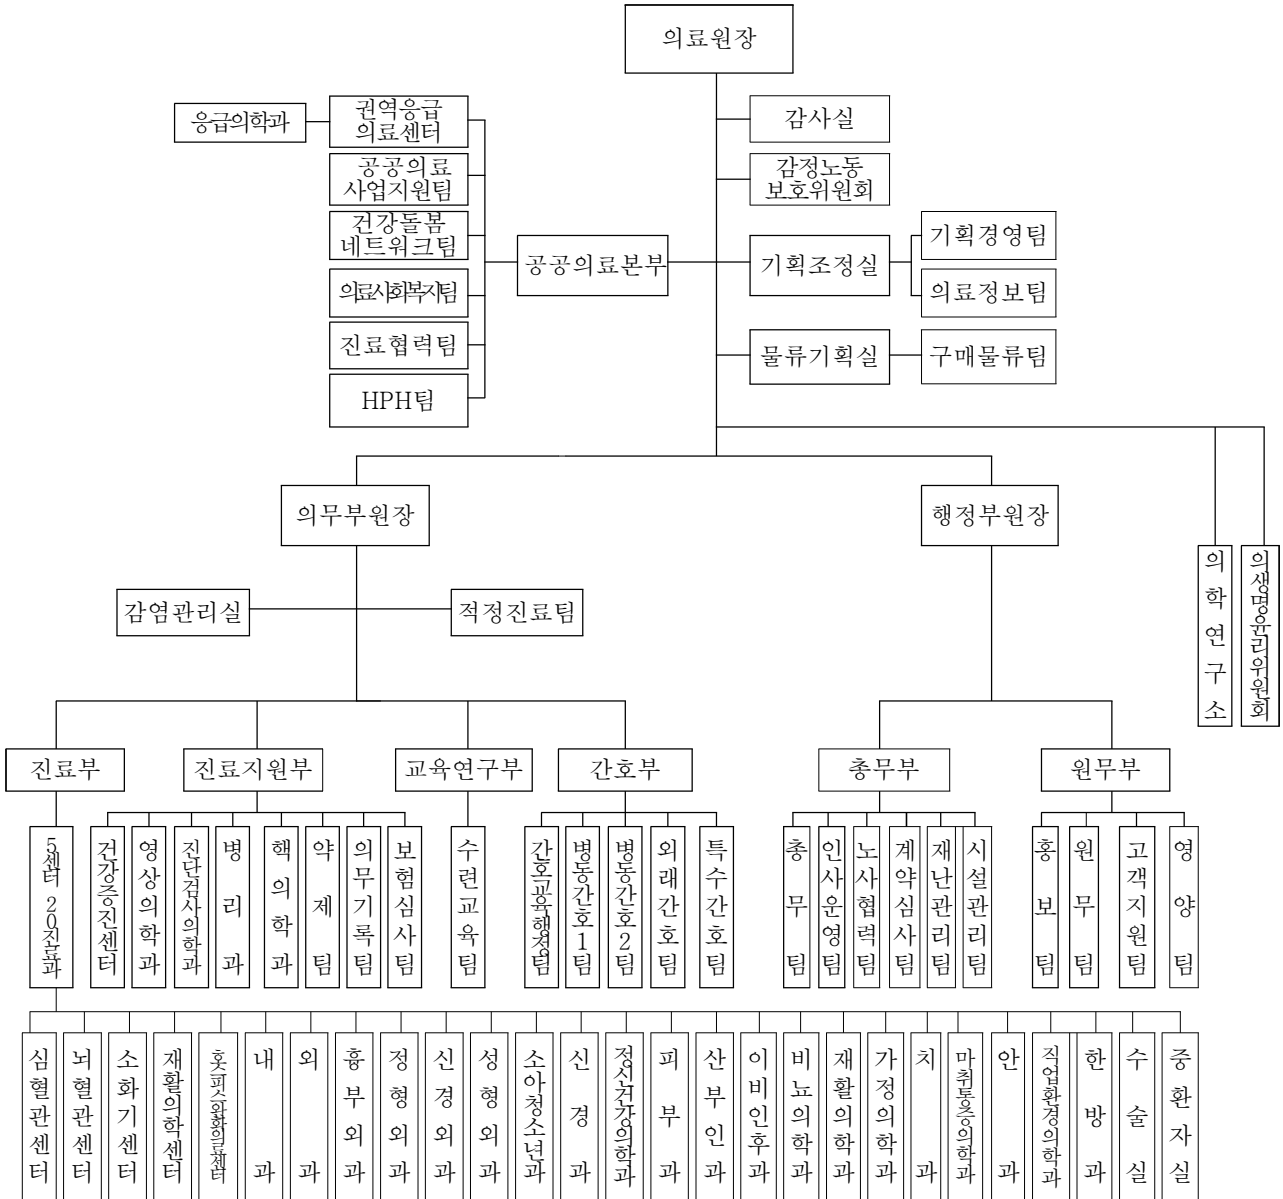 의료원장
응급의학과
권역응급
의료센터
감사실
공공의료
사업지원팀
감정노동
보호위원회
건강돌봄
네트워크팀
공공의료본부
기획조정실
기획경영팀
의료사회복지팀
의료정보팀
진료협력팀
물류기획실
구매물류팀
HPH팀
의무부원장
행정부원장
의학연구소
의생명윤리위원회
감염관리실
적정진료팀
진료부
진료지원부
교육연구부
간호부
총무부
원무부
5센터 20진료과
건강증진센터
영상의학과
진단검사의학과
병리과
핵의학과
약제팀
의무기록팀
보험심사팀
수련교육팀
간호교육행정팀
병동간호1팀
병동간호2팀
외래간호팀
특수간호팀
총무팀
인사운영팀
노사협력팀
계약심사팀
재난관리팀
시설관리팀
홍보팀
원무팀
고객지원팀
영양팀
심혈관센터
뇌혈관센터
소화기센터
재활의학센터
호스피스완화의료센터
내과
외과
흉부외과
정형외과
신경외과
성형외과
소아청소년과
신경과
정신건강의학과
피부과
산부인과
이비인후과
비뇨의학과
재활의학과
가정의학과
치과
마취통증의학과
안과
직업환경의학과
한방과
수술실
중환자실